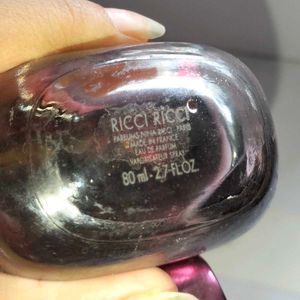 RICCI RICCI
PARFUMS NINA RICCI PARIS
MADE IN FRANCE
EAU DE PARFUM
VAPORISATEUR SPRAY
80 ml - 2.7 FL.OZ.